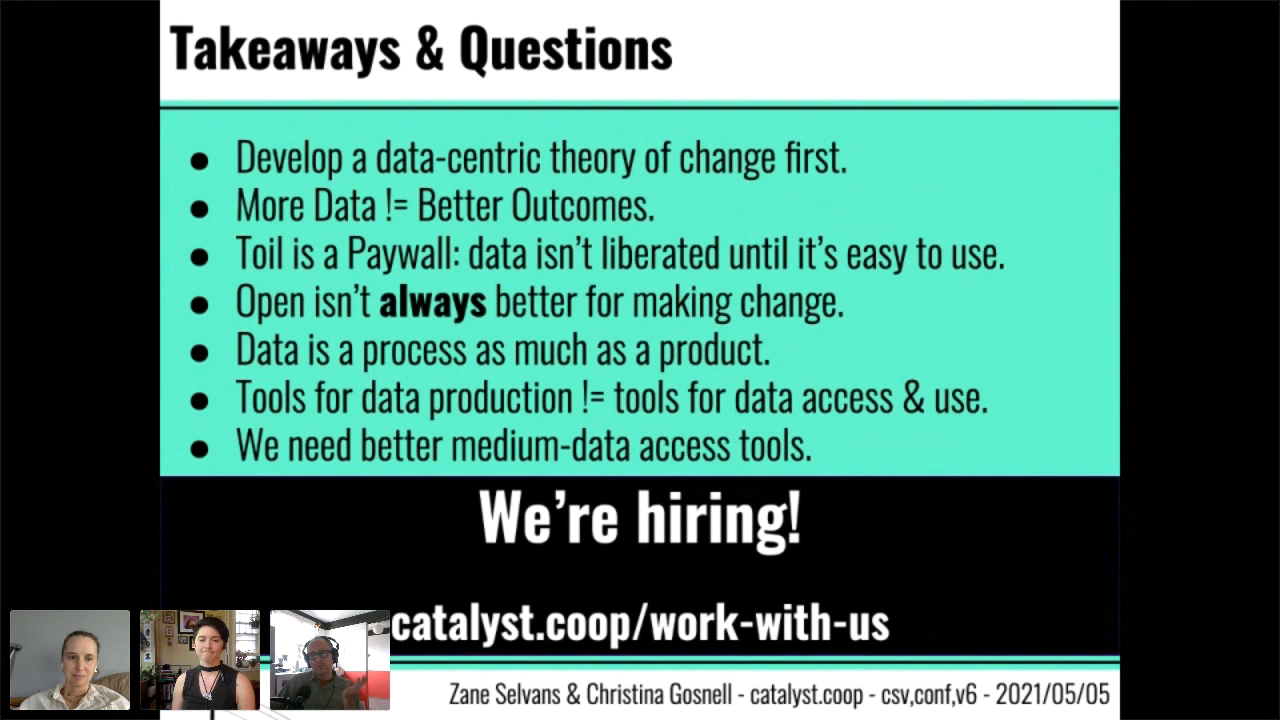 Takeaways & Questions
● Develop a data-centric theory of change first.
● More Data != Better Outcomes.
● Toil is a Paywall: data isn’t liberated until it’s easy to use.
● Open isn’t always better for making change.
● Data is a process as much as a product.
● Tools for data production != tools for data access & use.
● We need better medium-data access tools.
We’re hiring!
catalyst.coop/work-with-us
Zane Selvans & Christina Gosnell - catalyst.coop - csv,conf,v6 - 2021/05/05